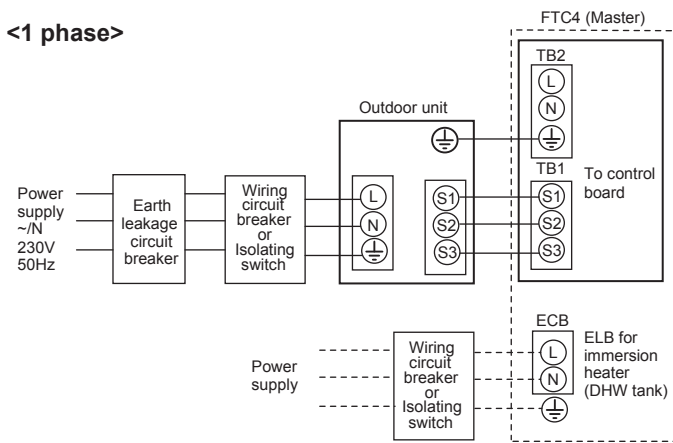 <1 phase>
FTC4 (Master)
TB2
L
N
Outdoor unit
TB1
To control
board
Power
supply
~/N
230V
50Hz
Earth
leakage
circuit
breaker
Wiring
circuit
breaker
or
Isolating
switch
L
N
S1
S2
S3
S1
S2
S3
ECB
ELB for
immersion
heater
(DHW tank)
L
N
Power
supply
Wiring
circuit
breaker
or
Isolating
switch